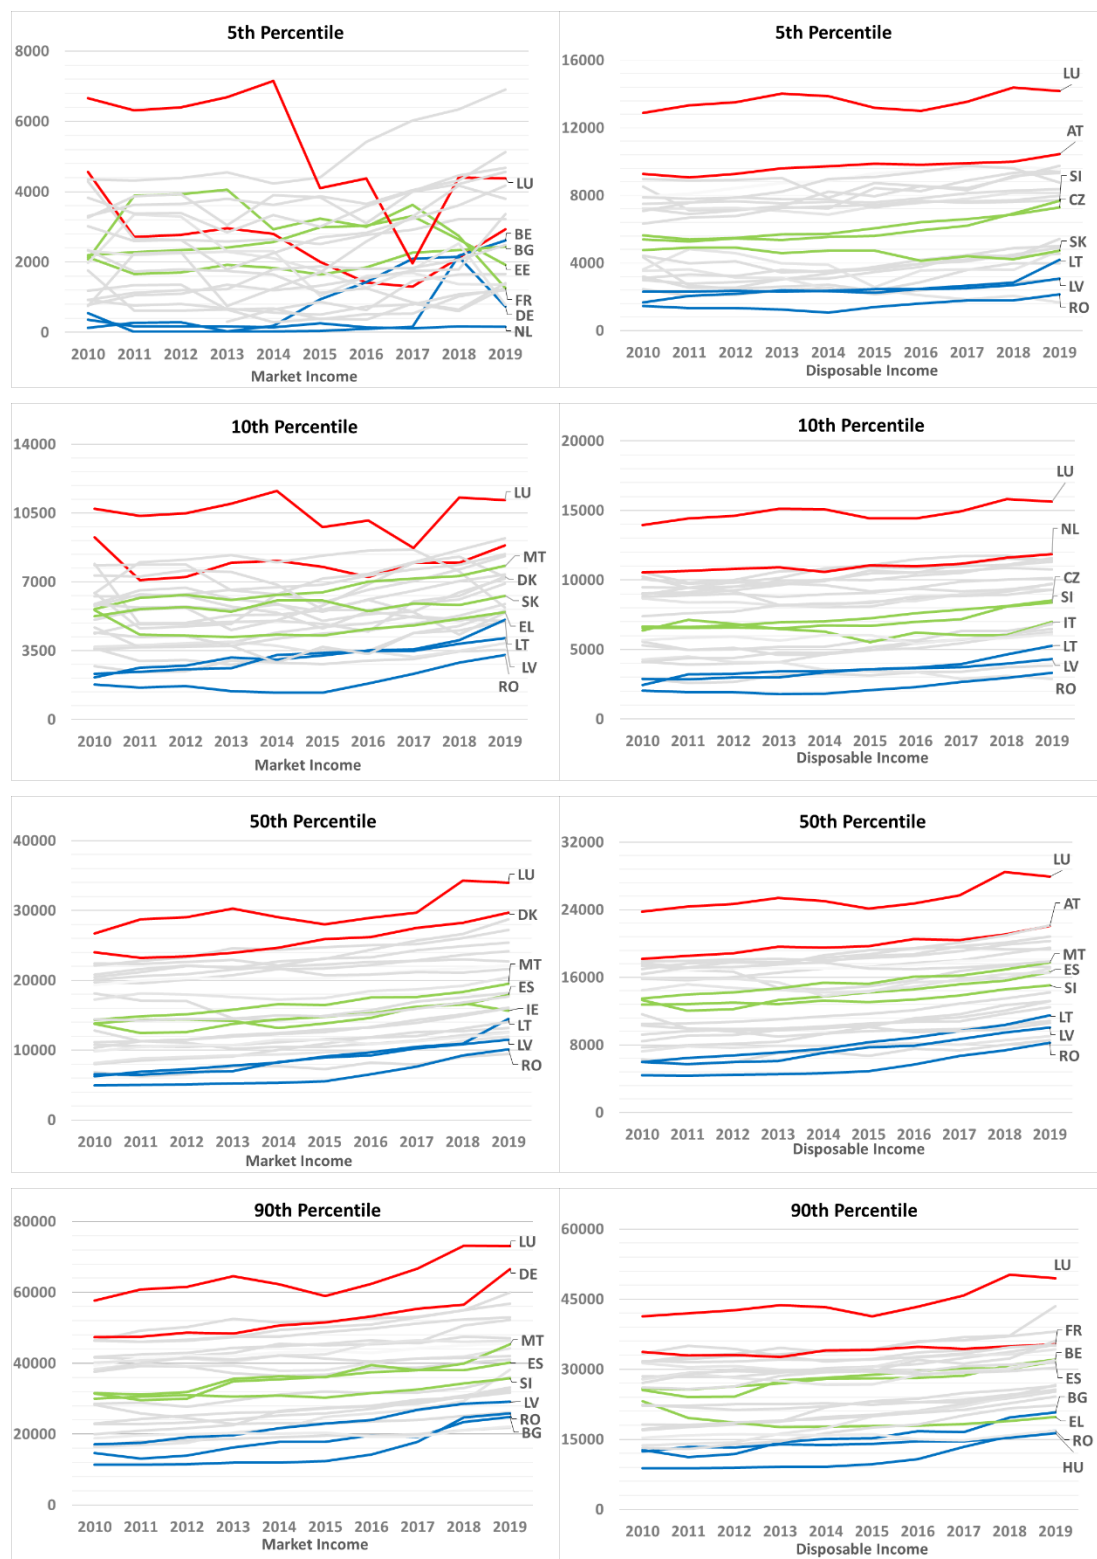 5th Percentile
8000
6000
4000
2000
0
LU
BE
BG
EE
FR
DE
NL
2010 2011 2012 2013 2014 2015 2016 2017 2018 2019
Market Income
5th Percentile
16000
12000
8000
4000
0
LU
AT
SI
CZ
SK
LT
LV
RO
2010 2011 2012 2013 2014 2015 2016 2017 2018 2019
Disposable Income
10th Percentile
14000
10500
7000
3500
0
LU
MT
DK
SK
EL
LT
LV
RO
2010 2011 2012 2013 2014 2015 2016 2017 2018 2019
Market Income
10th Percentile
20000
15000
10000
5000
0
LU
NL
CZ
SI
IT
LT
LV
RO
2010 2011 2012 2013 2014 2015 2016 2017 2018 2019
Disposable Income
50th Percentile
40000
30000
20000
10000
0
LU
DK
MT
ES
IE
LT
LV
RO
2010 2011 2012 2013 2014 2015 2016 2017 2018 2019
Market Income
50th Percentile
32000
24000
16000
8000
0
LU
AT
MT
ES
SI
LT
LV
RO
2010 2011 2012 2013 2014 2015 2016 2017 2018 2019
Disposable Income
90th Percentile
80000
60000
40000
20000
0
LU
DE
MT
ES
SI
LV
RO
BG
2010 2011 2012 2013 2014 2015 2016 2017 2018 2019
Market Income
90th Percentile
60000
45000
30000
15000
0
LU
FR
BE
ES
BG
EL
RO
HU
2010 2011 2012 2013 2014 2015 2016 2017 2018 2019
Disposable Income